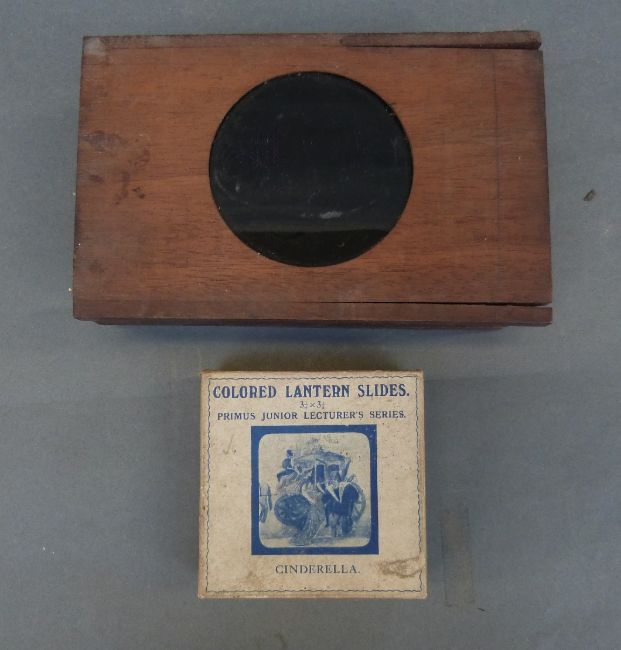 COLORED LANTERN SLIDES.
3¼ × 3¼
PRIMUS JUNIOR LECTURER'S SERIES.
CINDERELLA.